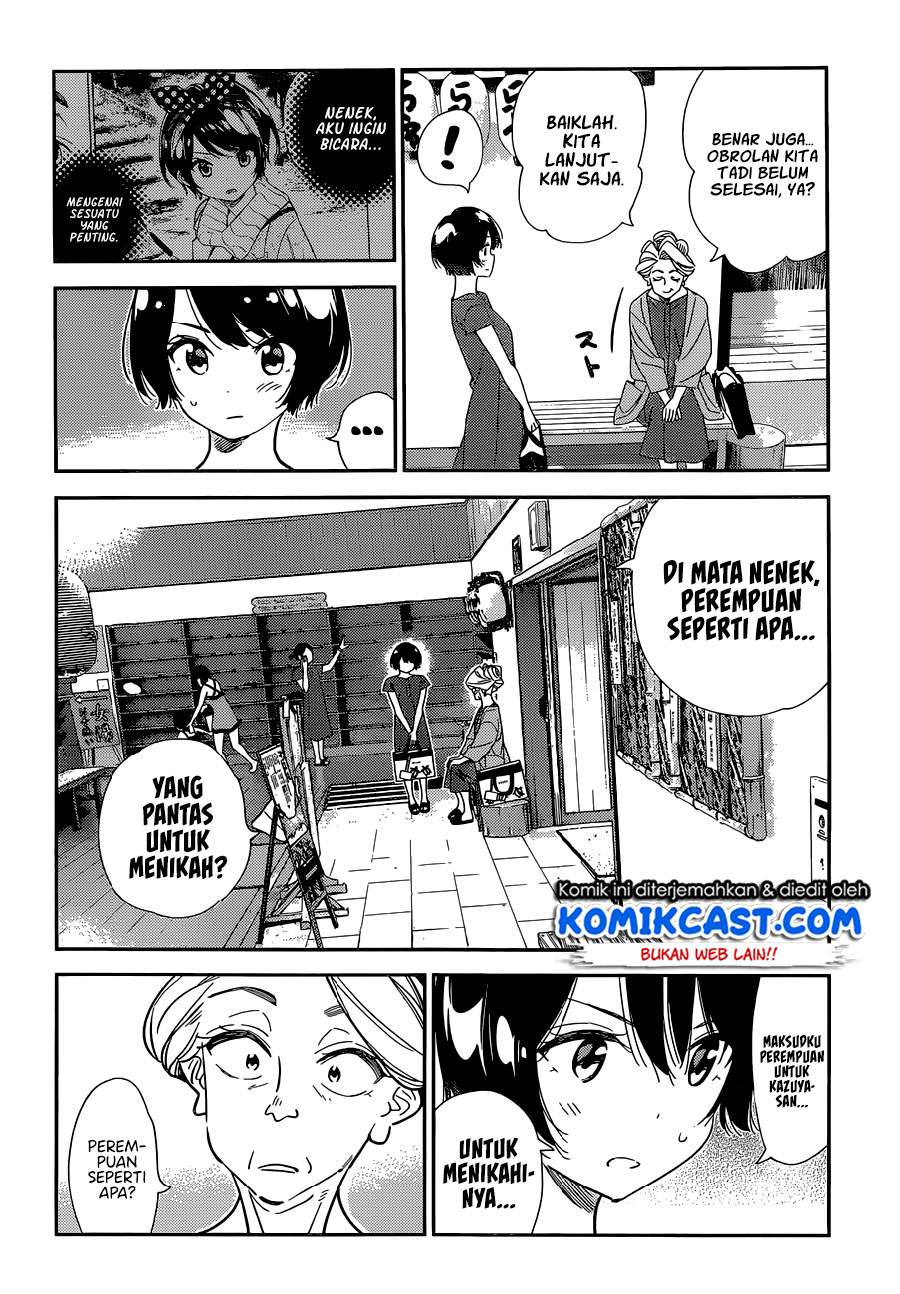 BENAR JUGA...
OBROLAN KITA
TADI BELUM
SELESAI, YA?
BAIKLAH.
KITA
LANJUT-
KAN SAJA.
!
スト
NENEK,
AKU INGIN
BICARA...
MENGENAI
SESUATU
YANG
PENTING.
...
DI MATA NENEK,
PEREMPUAN
SEPERTI APA...
YANG
PANTAS
UNTUK
MENIKAH?
Komik ini diterjemahkan & diedit oleh
KOMIKCAST.COM
BUKAN WEB LAIN!!
MAKSUDKU
PEREMPUAN
UNTUK
KAZUYA-
SAN...
UNTUK
MENIKAHI-
NYA...
PEREM-
PUAN
SEPERTI
APA?